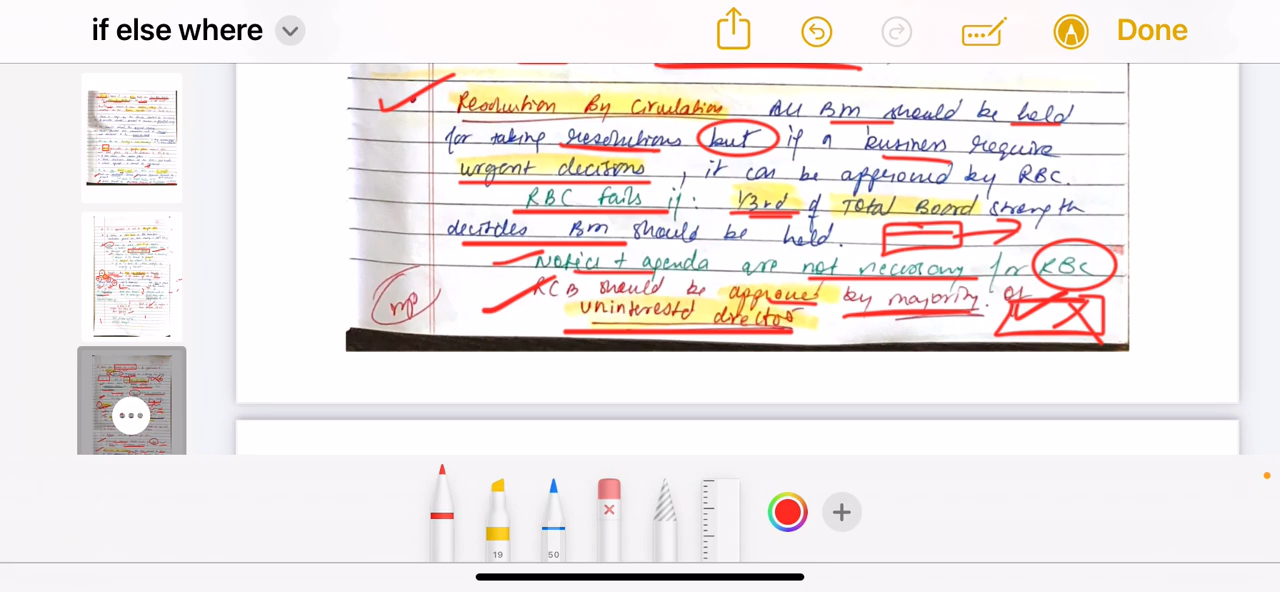 if else where
Done
Resolution By Circulation All BM should be held
for taking resolutions but if a business require
urgent decisions , it can be approved by RBC.
RBC fails if: 1/3rd of Total Board strength
decides Bm should be held.
Notice + agenda are not necessary for RBC
RCB should be approved by majority. of
uninterestd director
imp
19
50